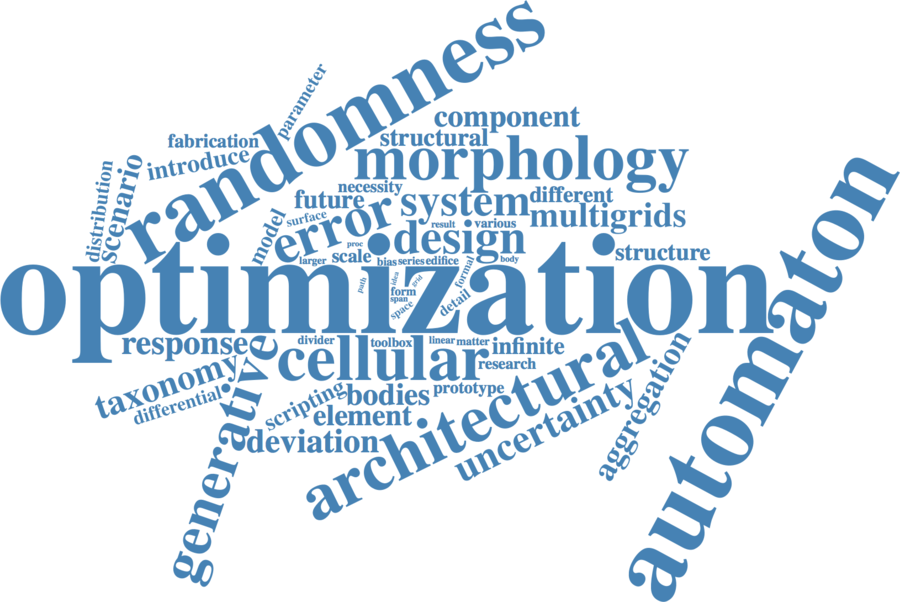 randomness
parameter
component
fabrication
structural
introduce
morphology
distribution
scenario
necessity
future
different
system
multigrids
surface
error
model
result
various
design
proc
structure
larger
scale
bias
series
edifice
body
optimization
automaton
path
idea
grid
formal
form
span
space
detail
response
divider
toolbox
linear
matter
infinite
cellular
research
taxonomy
generative
differential
scripting
bodies
prototype
architectural
aggregation
element
uncertainty
deviation